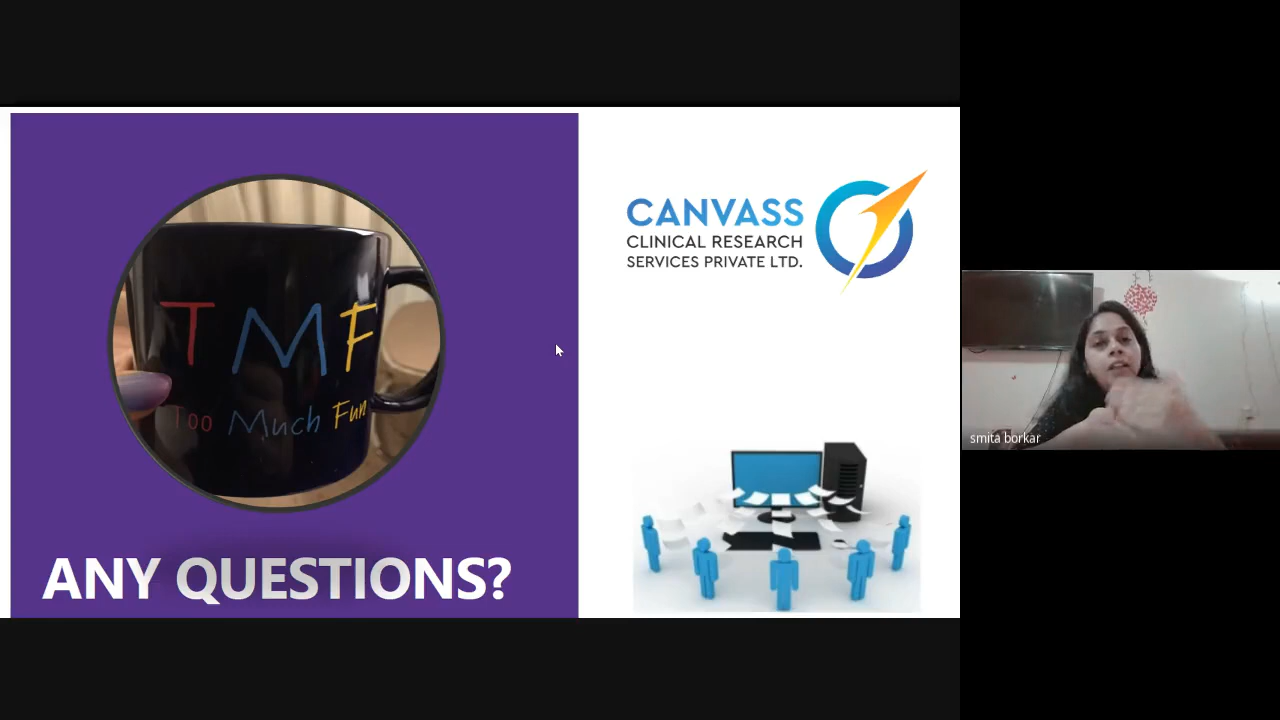 TMF
Too Much Fun
ANY QUESTIONS?
CANVASS
CLINICAL RESEARCH
SERVICES PRIVATE LTD.
smita borkar